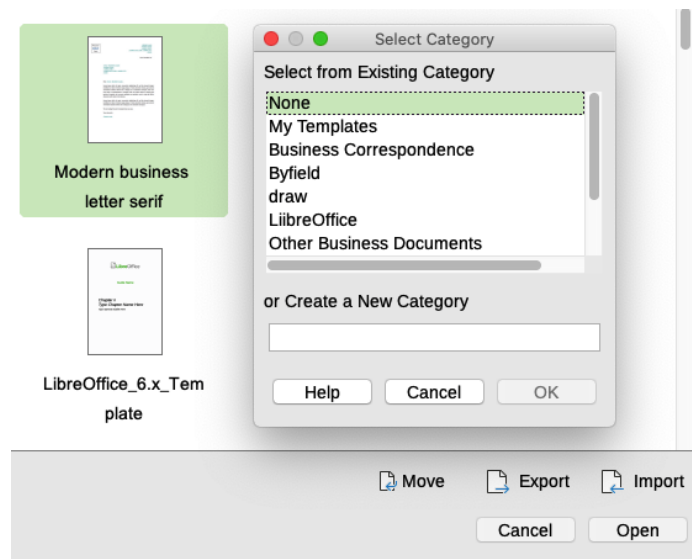 Modern business
letter serif
LibreOffice_6.x_Tem
plate
Select Category
Select from Existing Category
None
My Templates
Business Correspondence
Byfield
draw
LiibreOffice
Other Business Documents
or Create a New Category
Help
Cancel
OK
Move
Export
Import
Cancel
Open